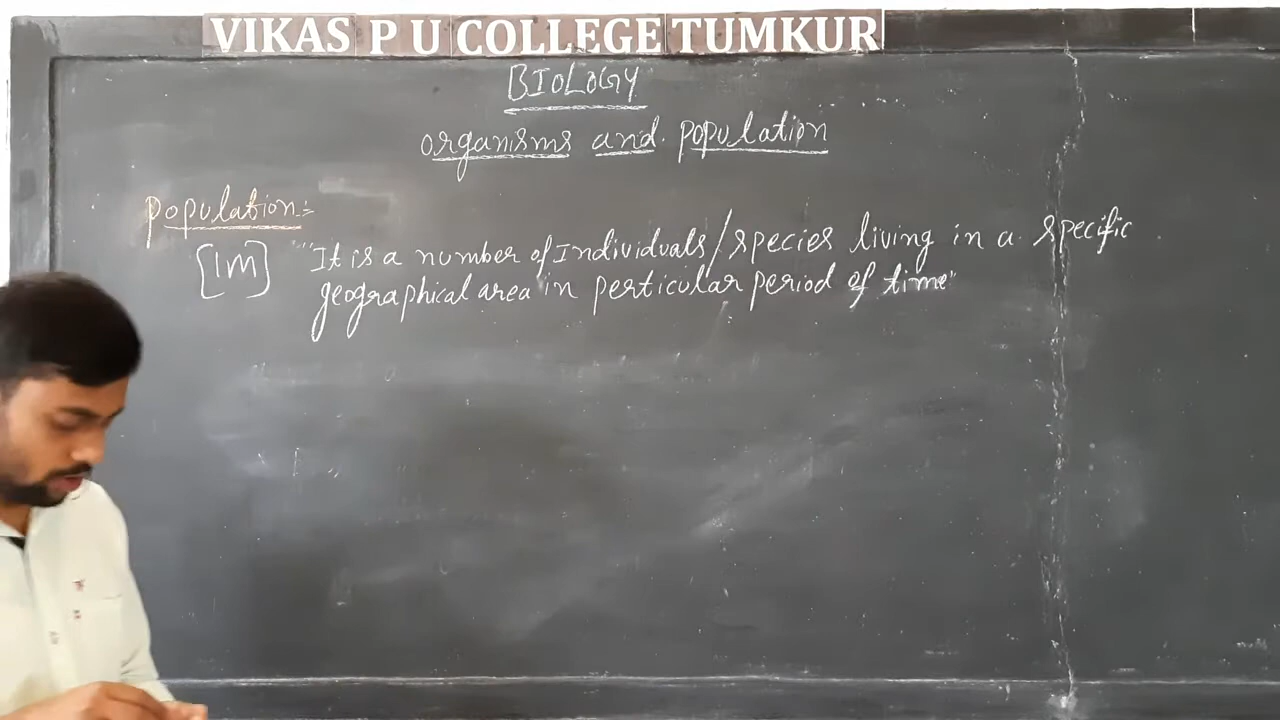 VIKAS P U COLLEGE TUMKUR
BIOLOGY
organisms and population
population:-
[1M] "It is a number of Individuals/species living in a specific
geographical area in perticular period of time"